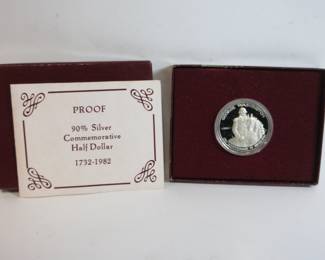 PROOF
90% Silver
Commemorative
Half Dollar
1732-1982